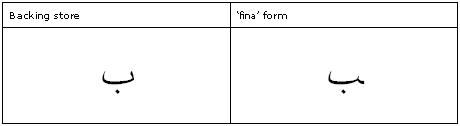 Backing store
‘fina’ form
ب
ـب